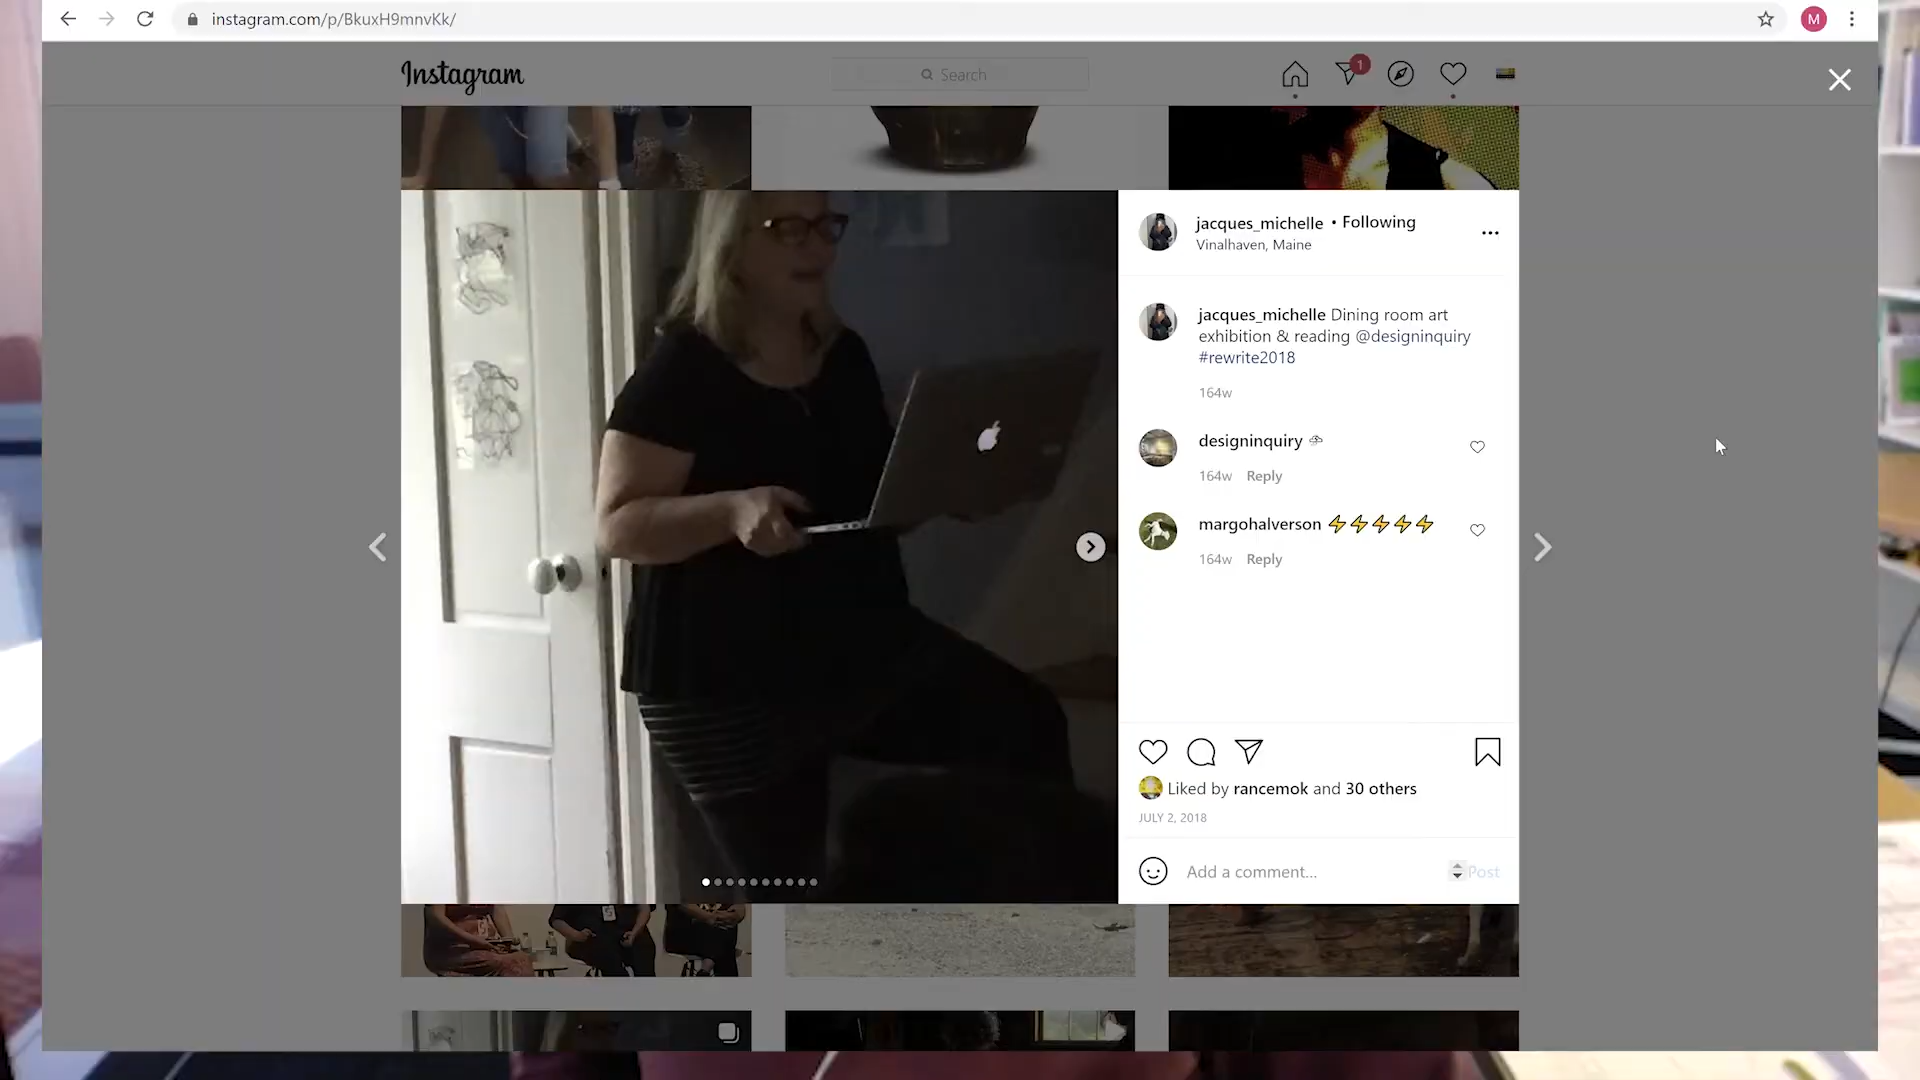 instagram.com/p/BkuxH9mnvKk/
M
Instagram
Search
1
jacques_michelle • Following
Vinalhaven, Maine
jacques_michelle Dining room art
exhibition & reading @designinquiry
#rewrite2018
164w
designinquiry
164w Reply
margohalverson ⚡⚡⚡⚡⚡
164w Reply
Liked by rancemok and 30 others
JULY 2, 2018
Add a comment...
Post